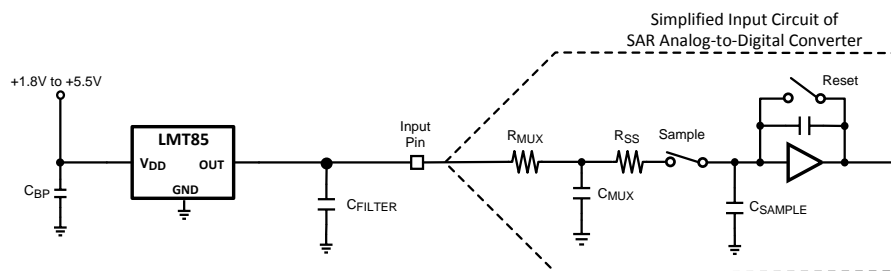 Simplified Input Circuit of
SAR Analog-to-Digital Converter
+1.8V to +5.5V
Reset
LMT85
Input
Pin
RMUX
RSS
Sample
VDD
OUT
GND
CBP
CFILTER
CMUX
CSAMPLE